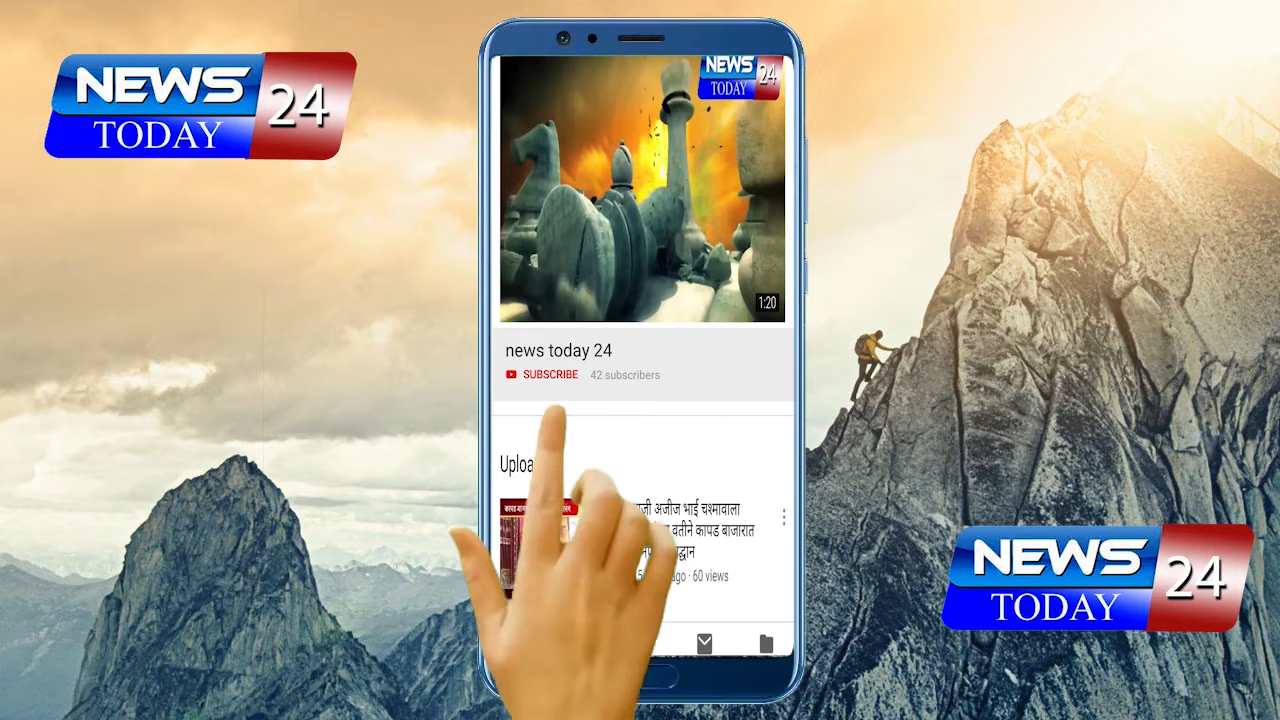 NEWS
TODAY
24
NEWS
TODAY
24
1:20
news today 24
SUBSCRIBE
42 subscribers
अजीज भाई चश्मावाला
वतीने कापड बाजारात
ago · 60 views
NEWS
TODAY
24